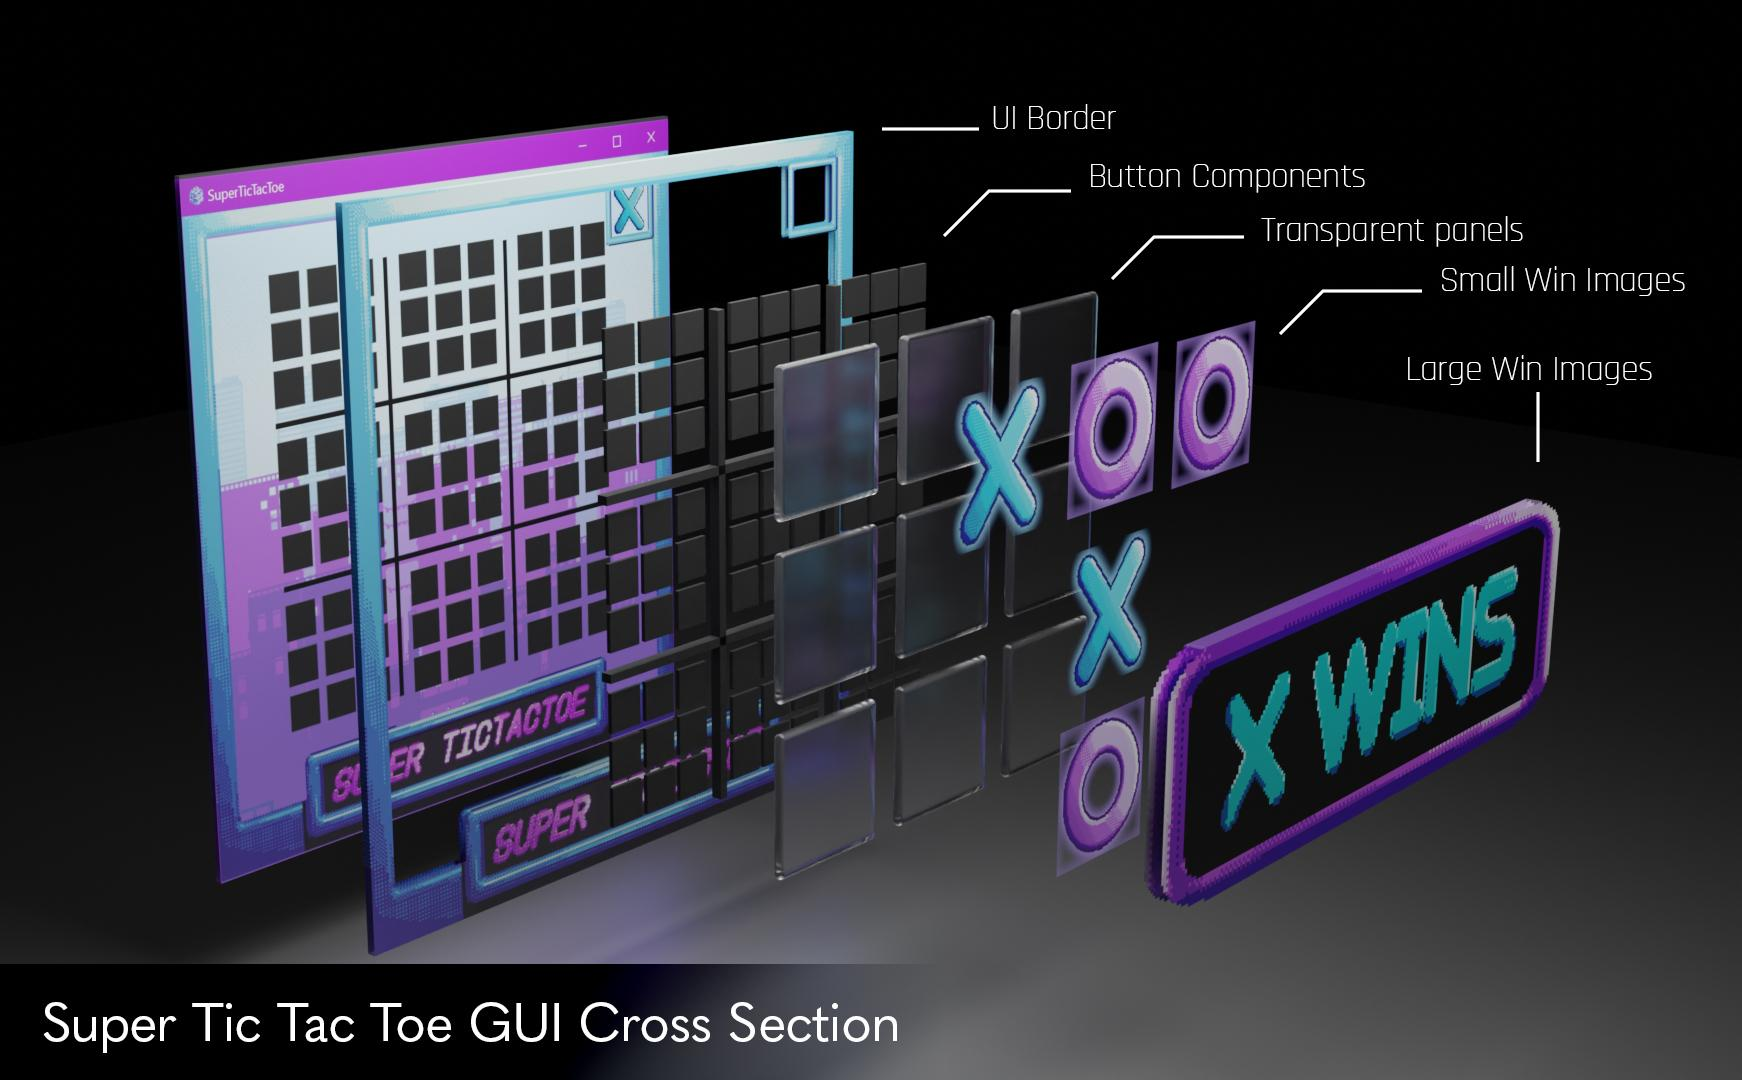 UI Border
Button Components
Transparent panels
Small Win Images
Large Win Images
SuperTicTacToe
X
X
O
O
X
O
X WINS
SUPER TICTACTOE
SUPER
Super Tic Tac Toe GUI Cross Section